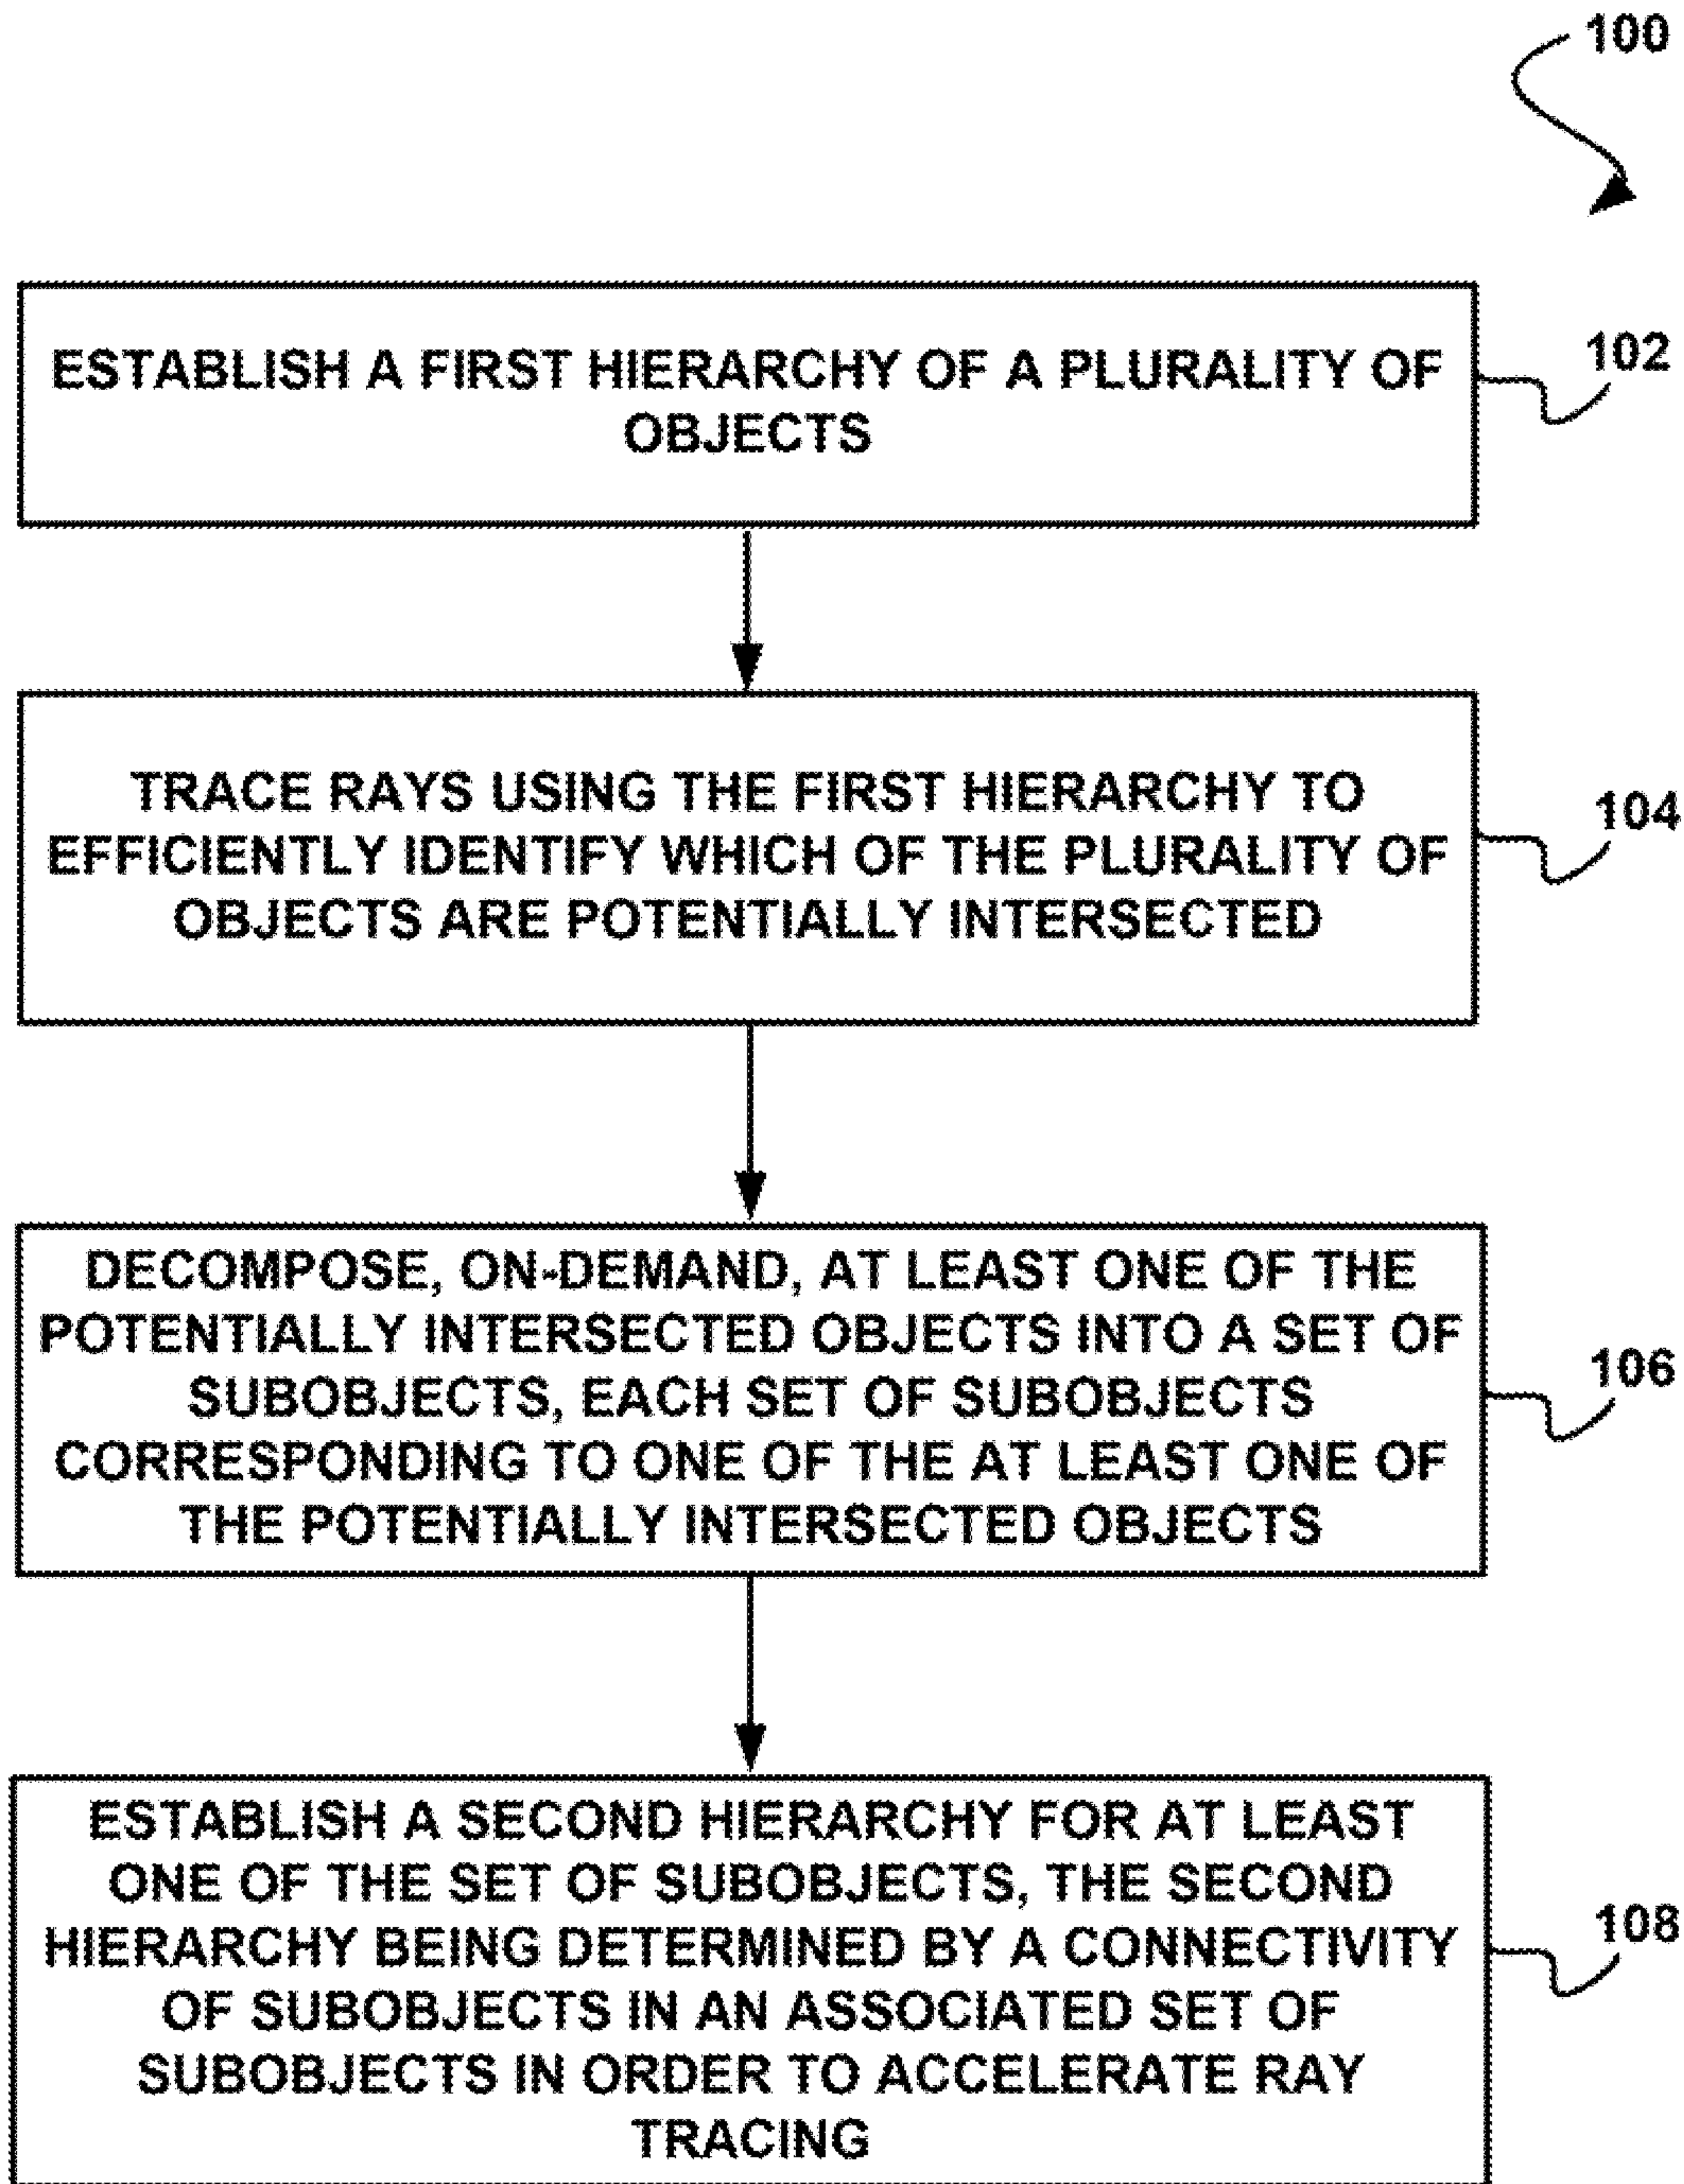 100
ESTABLISH A FIRST HIERARCHY OF A PLURALITY OF
OBJECTS
102
TRACE RAYS USING THE FIRST HIERARCHY TO
EFFICIENTLY IDENTIFY WHICH OF THE PLURALITY OF
OBJECTS ARE POTENTIALLY INTERSECTED
104
DECOMPOSE, ON-DEMAND, AT LEAST ONE OF THE
POTENTIALLY INTERSECTED OBJECTS INTO A SET OF
SUBOBJECTS, EACH SET OF SUBOBJECTS
CORRESPONDING TO ONE OF THE AT LEAST ONE OF
THE POTENTIALLY INTERSECTED OBJECTS
106
ESTABLISH A SECOND HIERARCHY FOR AT LEAST
ONE OF THE SET OF SUBOBJECTS, THE SECOND
HIERARCHY BEING DETERMINED BY A CONNECTIVITY
OF SUBOBJECTS IN AN ASSOCIATED SET OF
SUBOBJECTS IN ORDER TO ACCELERATE RAY
TRACING
108